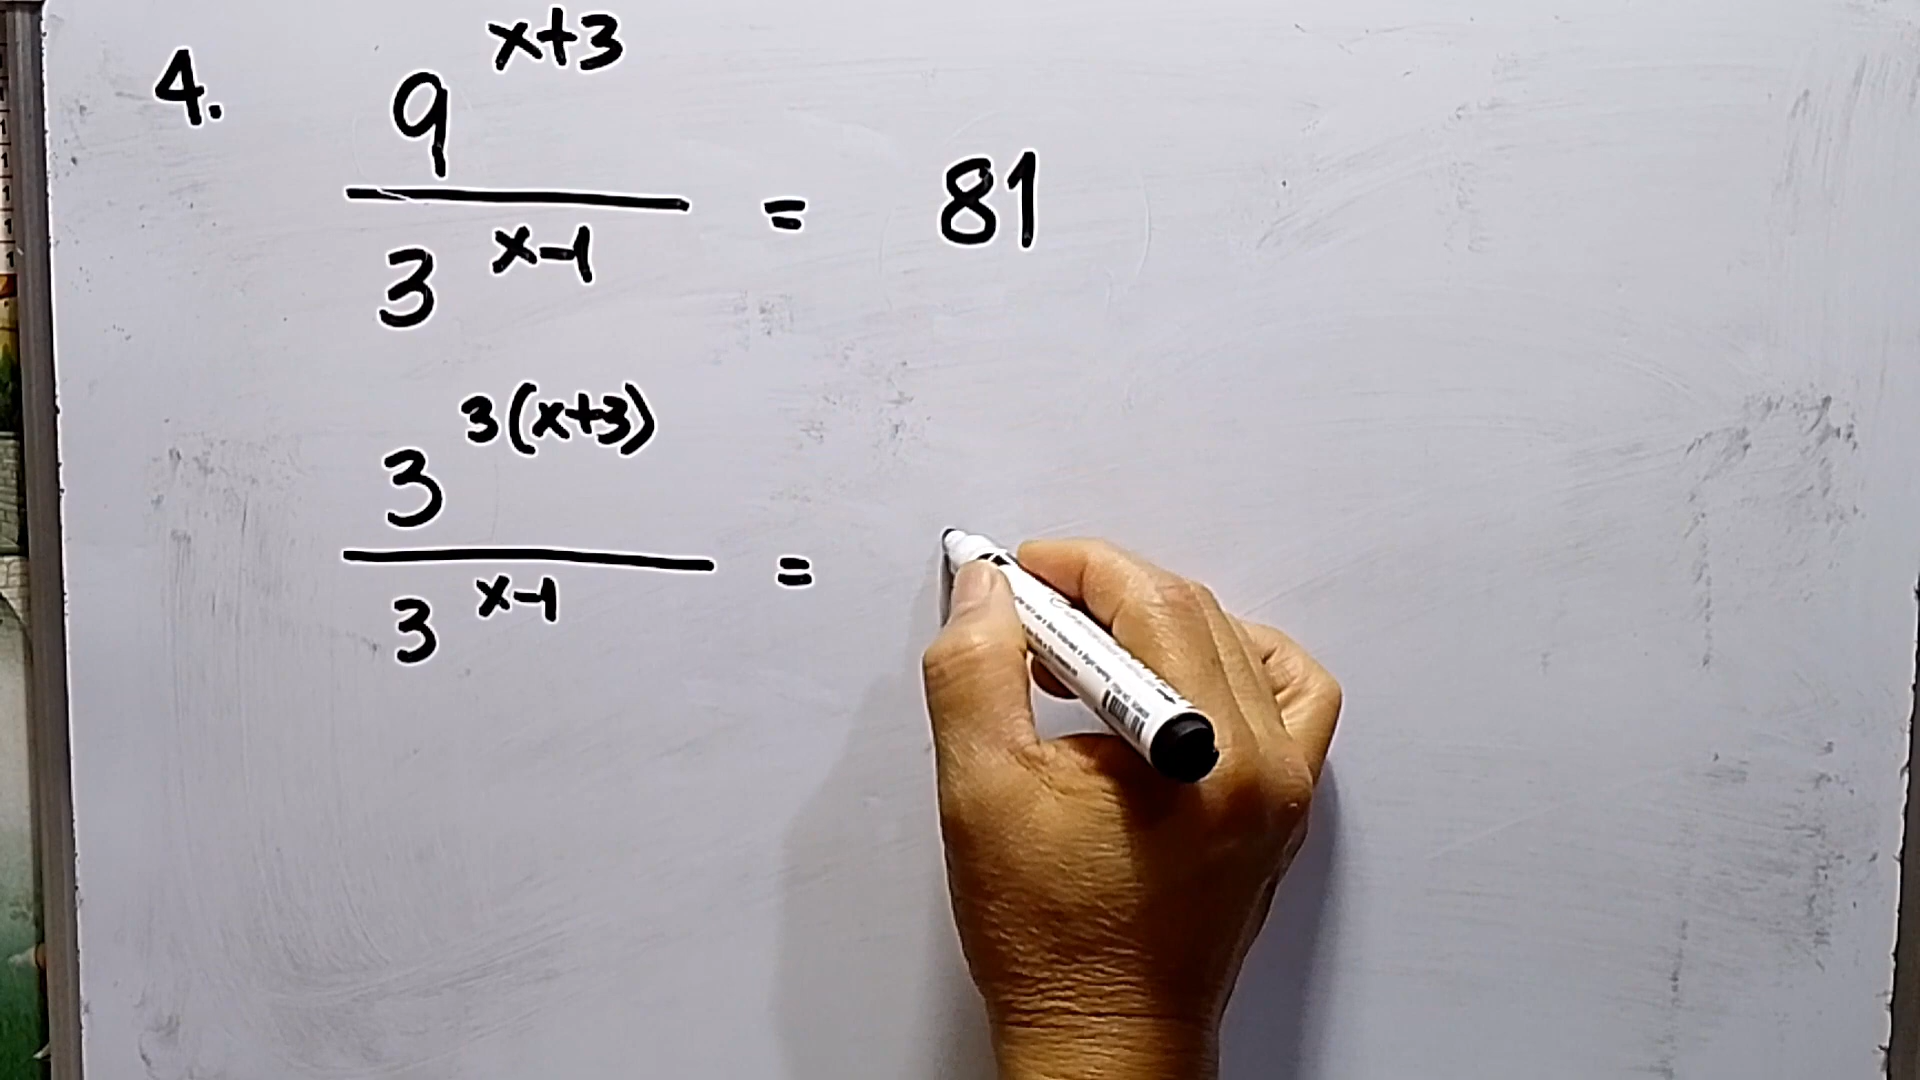 4. 9^(x+3)
3^(x-1) = 81
3^(3(x+3))
3^(x-1) =